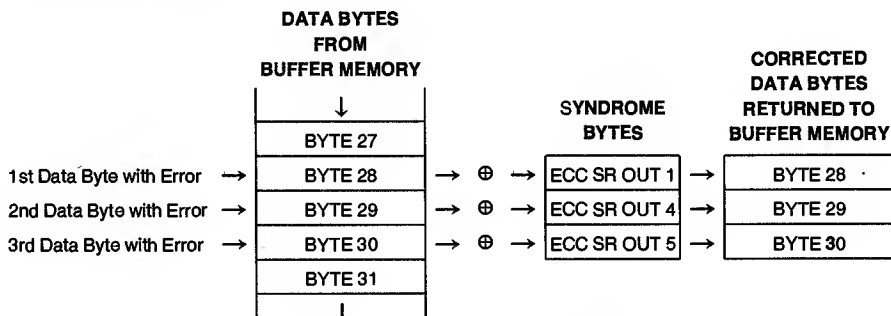 DATA BYTES
FROM
BUFFER MEMORY
SYNDROME
BYTES
CORRECTED
DATA BYTES
RETURNED TO
BUFFER MEMORY
↓
BYTE 27
1st Data Byte with Error → BYTE 28 → ⊕ → ECC SR OUT 1 → BYTE 28
2nd Data Byte with Error → BYTE 29 → ⊕ → ECC SR OUT 4 → BYTE 29
3rd Data Byte with Error → BYTE 30 → ⊕ → ECC SR OUT 5 → BYTE 30
BYTE 31